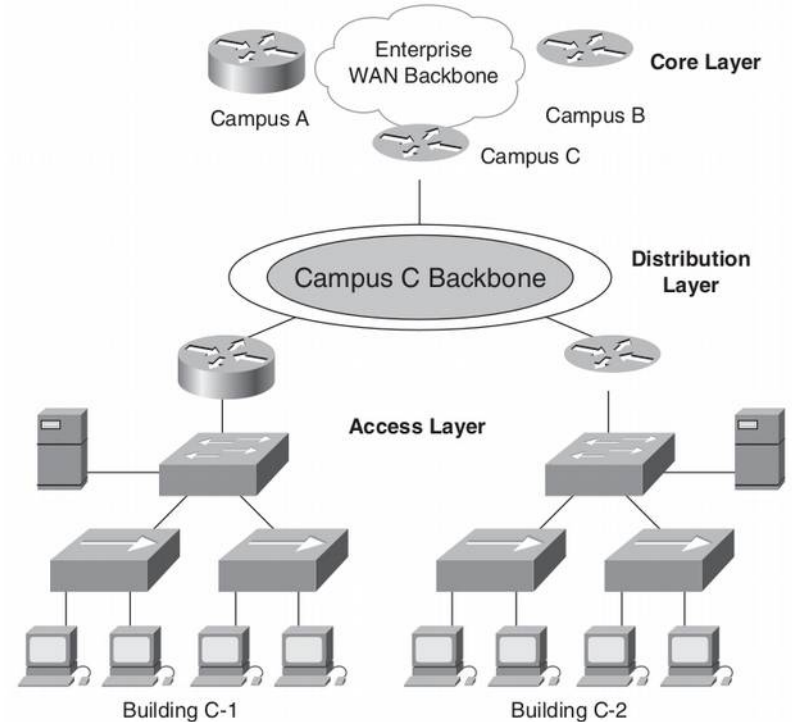 Enterprise
WAN Backbone
Core Layer
Campus A
Campus B
Campus C
Campus C Backbone
Distribution
Layer
Access Layer
Building C-1
Building C-2